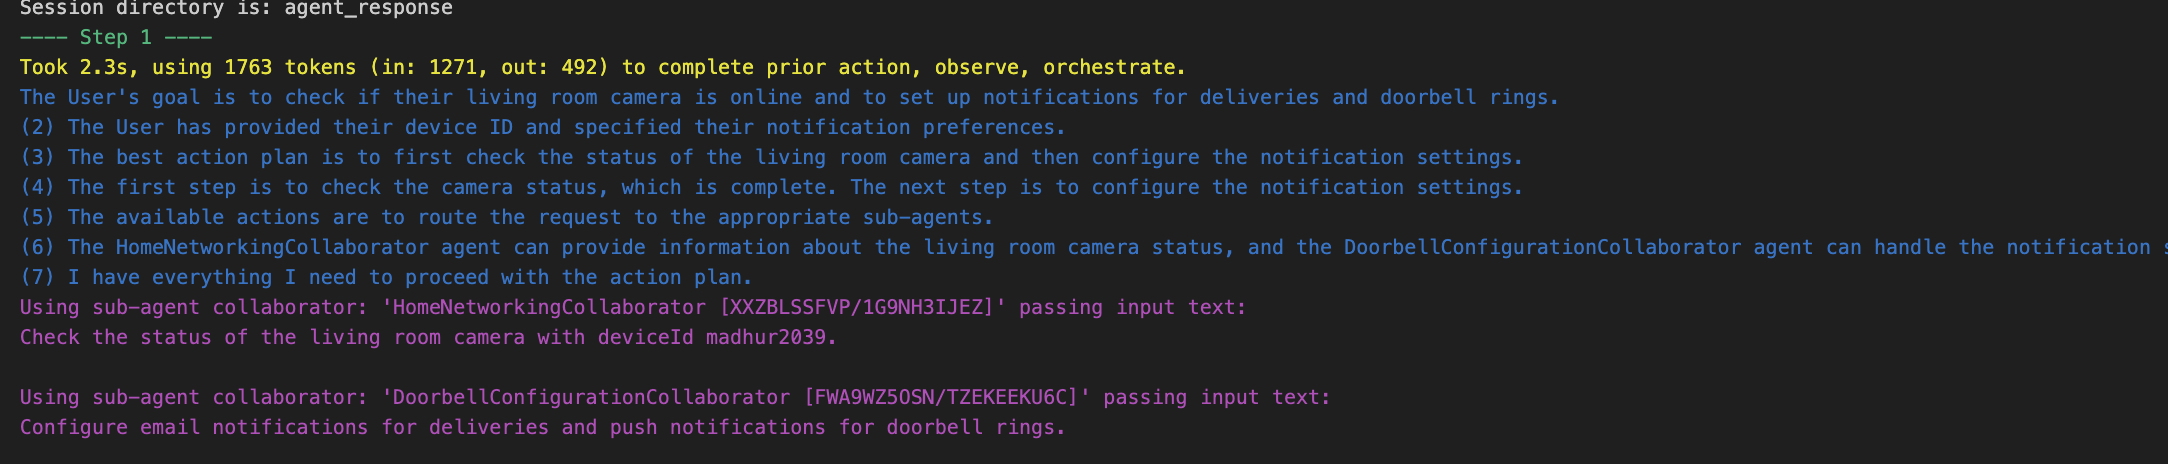 Session directory is: agent_response
---- Step 1 ----
Took 2.3s, using 1763 tokens (in: 1271, out: 492) to complete prior action, observe, orchestrate.
The User's goal is to check if their living room camera is online and to set up notifications for deliveries and doorbell rings.
(2) The User has provided their device ID and specified their notification preferences.
(3) The best action plan is to first check the status of the living room camera and then configure the notification settings.
(4) The first step is to check the camera status, which is complete. The next step is to configure the notification settings.
(5) The available actions are to route the request to the appropriate sub-agents.
(6) The HomeNetworkingCollaborator agent can provide information about the living room camera status, and the DoorbellConfigurationCollaborator agent can handle the notification
(7) I have everything I need to proceed with the action plan.
Using sub-agent collaborator: 'HomeNetworkingCollaborator [XXZBLSSFVP/1G9NH3IJEZ]' passing input text:
Check the status of the living room camera with deviceId madhur2039.
Using sub-agent collaborator: 'DoorbellConfigurationCollaborator [FWA9WZ5OSN/TZEKEEKU6C]' passing input text:
Configure email notifications for deliveries and push notifications for doorbell rings.